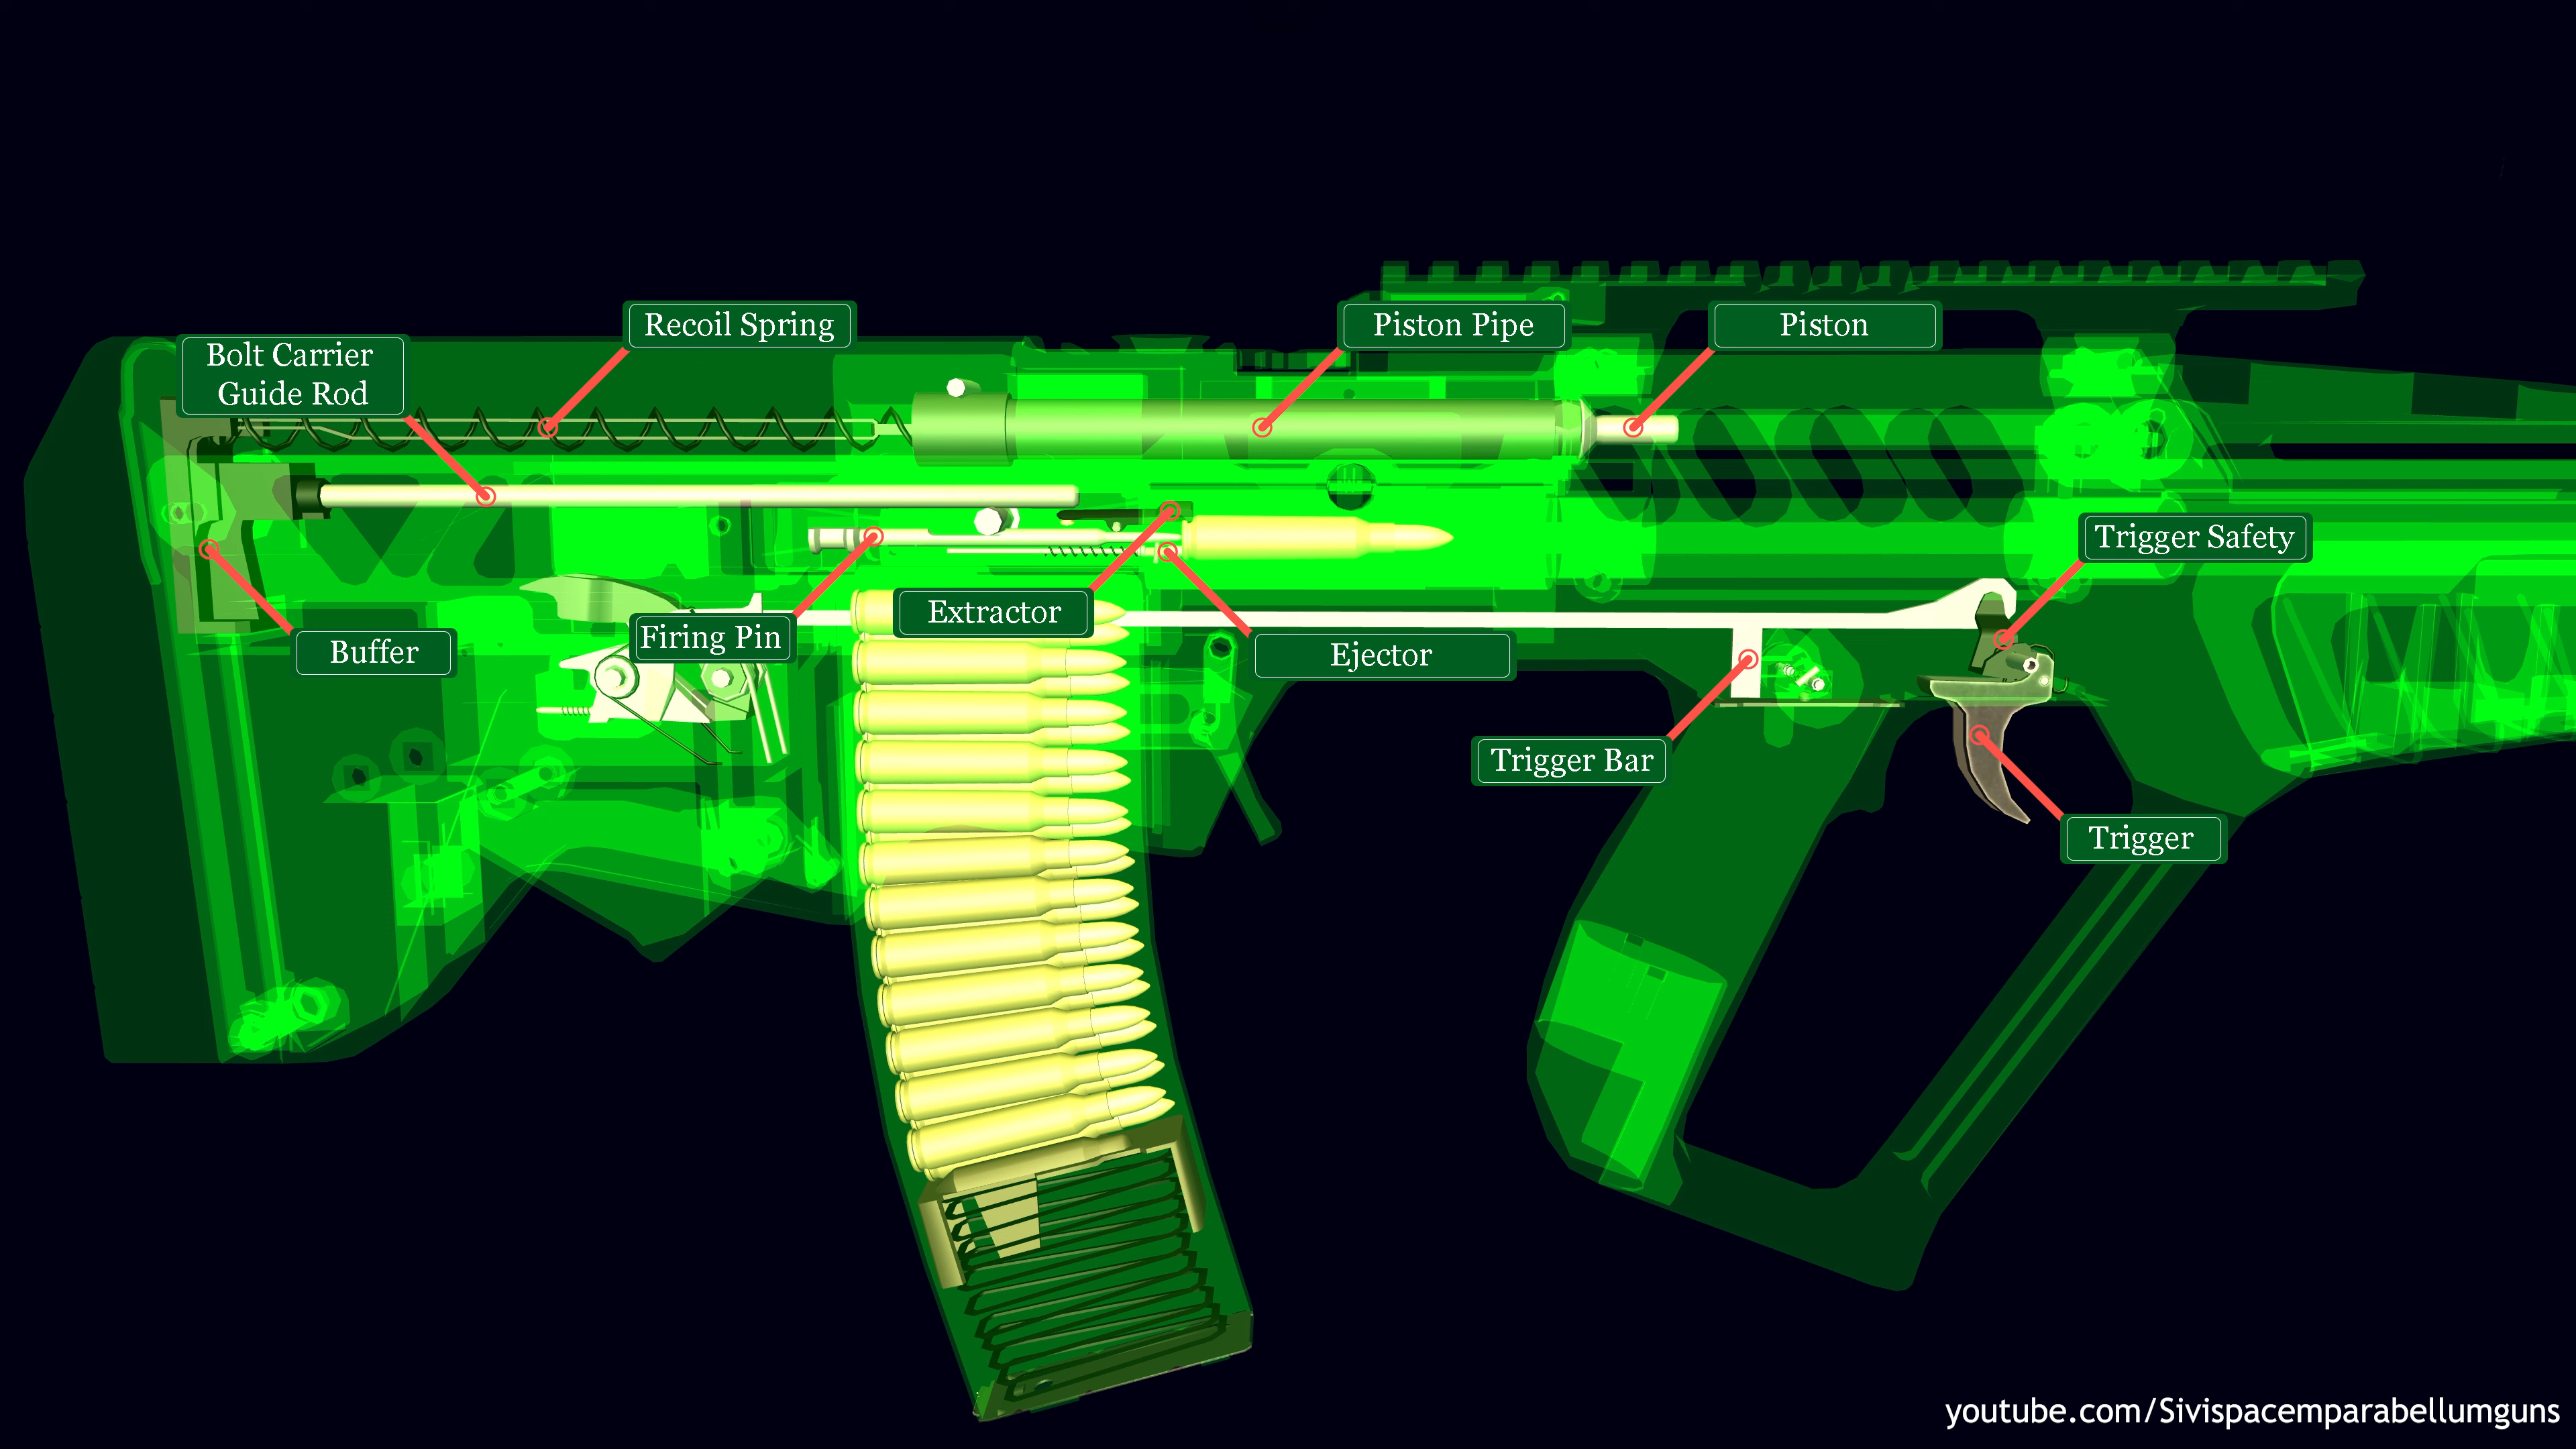 Recoil Spring
Piston Pipe
Piston
Bolt Carrier
Guide Rod
Trigger Safety
Extractor
Firing Pin
Buffer
Ejector
Trigger Bar
Trigger
youtube.com/Sivispacemparabellumguns